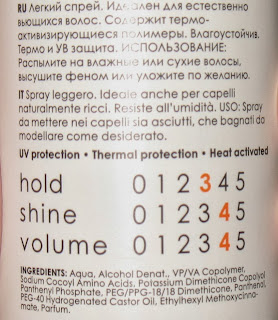 RU Легкий спрей. Идеален для есте-
вьющихся волос. Содержит термо-
активизирующиеся полимеры. Влагоустойчив.
Термо и УВ защита. ИСПОЛЬЗОВАНИЕ:
Распылите на влажные или сухие волосы,
высушите феном или уложите по желанию.
IT Spray leggero. Ideale anche per capelli
naturalmente ricci. Resiste all'umidità. USO: Spray
da mettere nei capelli sia asciutti, che bagnati da
modellare come desiderato.
UV protection • Thermal protection • Heat activated
hold 0 1 2 3 4 5
shine 0 1 2 3 4 5
volume 0 1 2 3 4 5
INGREDIENTS: Aqua, Alcohol Denat., VP/VA Copolymer,
Sodium Cocoyl Amino Acids, Potassium Dimethicone Copolyol
Panthenyl Phosphate, PEG/PPG-18/18 Dimethicone, Panthenol,
PEG-40 Hydrogenated Castor Oil, Ethylhexyl Methoxycinna-
mate, Parfum.